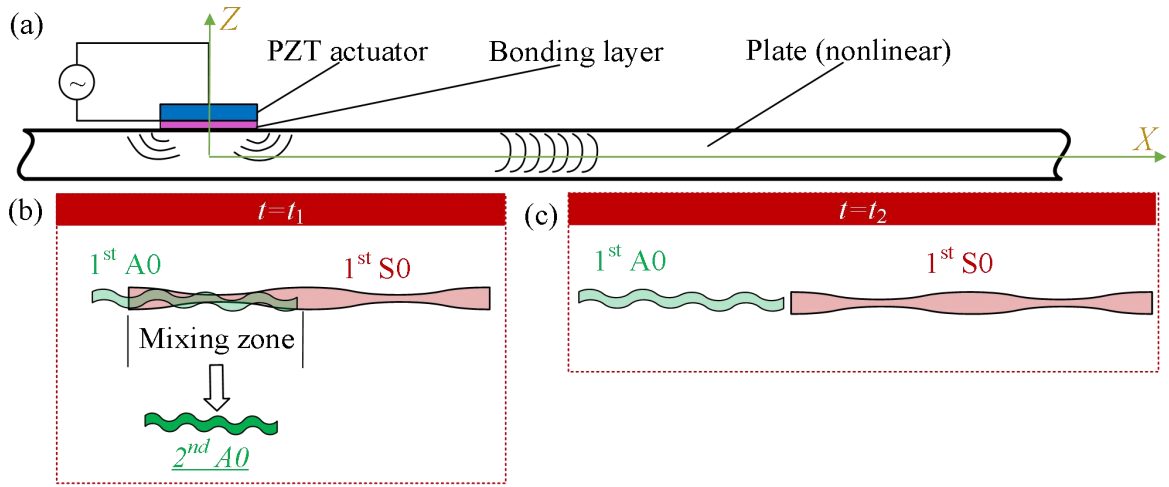 (a)
Z
PZT actuator
Bonding layer
Plate (nonlinear)
~
X
(b)
t=t1
1st A0
1st S0
Mixing zone
2nd A0
(c)
t=t2
1st A0
1st S0